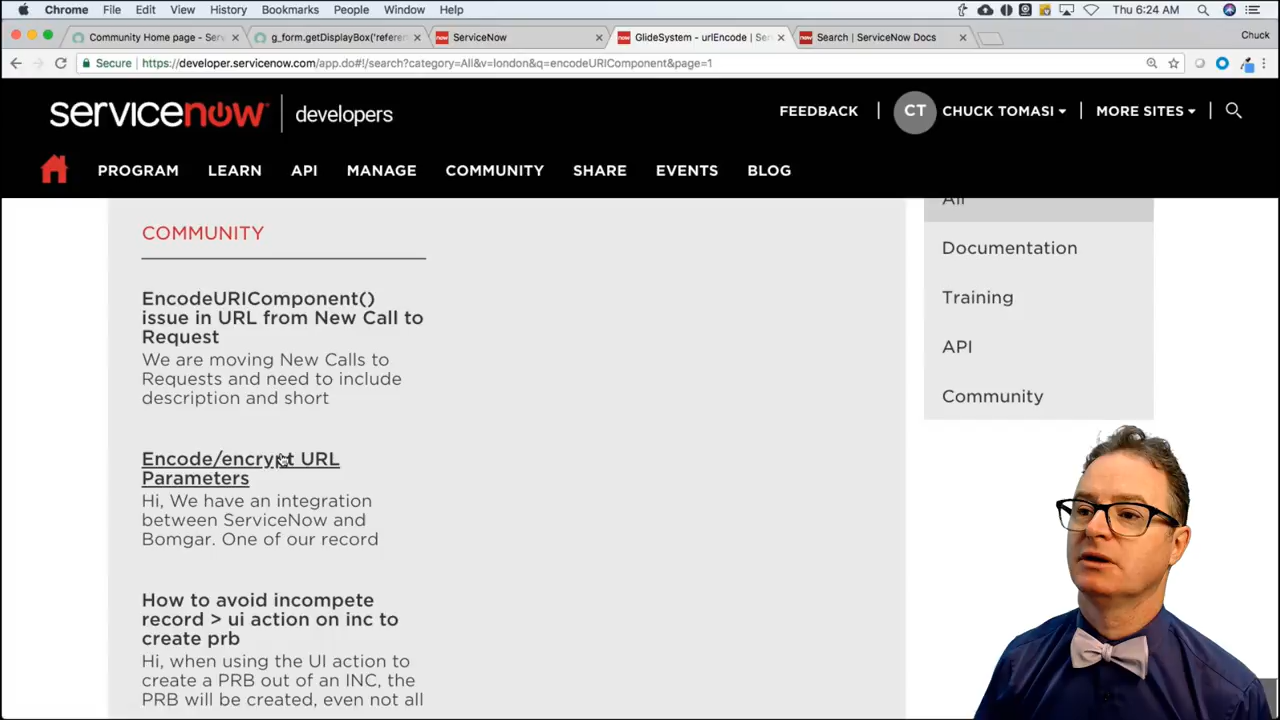 Chrome File Edit View History Bookmarks People Window Help Thu 6:24 AM
Community Home page - Serv
g_form.getDisplayBox('referen
ServiceNow
GlideSystem - urlEncode | Serv
Search | ServiceNow Docs
Chuck
Secure https://developer.servicenow.com/app.do#!/search?category=All&v=london&q=encodeURIComponent&page=1
servicenow developers
FEEDBACK
CT
CHUCK TOMASI
MORE SITES
PROGRAM LEARN API MANAGE COMMUNITY SHARE EVENTS BLOG
COMMUNITY
EncodeURIComponent()
issue in URL from New Call to
Request
We are moving New Calls to
Requests and need to include
description and short
Encode/encrypt URL
Parameters
Hi, We have an integration
between ServiceNow and
Bomgar. One of our record
How to avoid incompete
record > ui action on inc to
create prb
Hi, when using the UI action to
create a PRB out of an INC, the
PRB will be created, even not all
All
Documentation
Training
API
Community